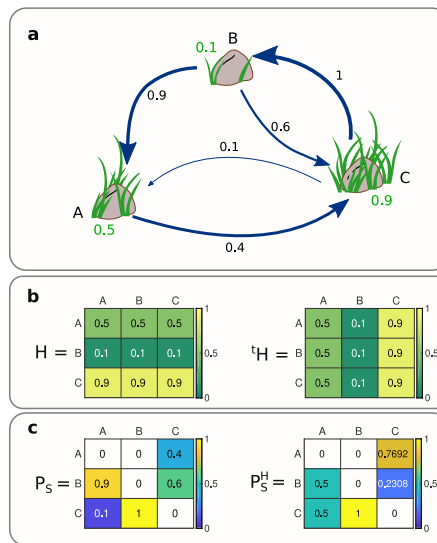 a
B
0.1
0.9
1
0.6
0.1
A
0.5
C
0.9
0.4
b
A B C
A 0.5 0.5 0.5
H = B 0.1 0.1 0.1
C 0.9 0.9 0.9
1
0.5
0
A B C
A 0.5 0.1 0.9
ᵗH = B 0.5 0.1 0.9
C 0.5 0.1 0.9
1
0.5
0
c
A B C
A 0 0 0.4
P_S = B 0.9 0 0.6
C 0.1 1 0
1
0.5
0
A B C
A 0 0 0.7692
P_S^H = B 0.5 0 0.2308
C 0.5 1 0
1
0.5
0